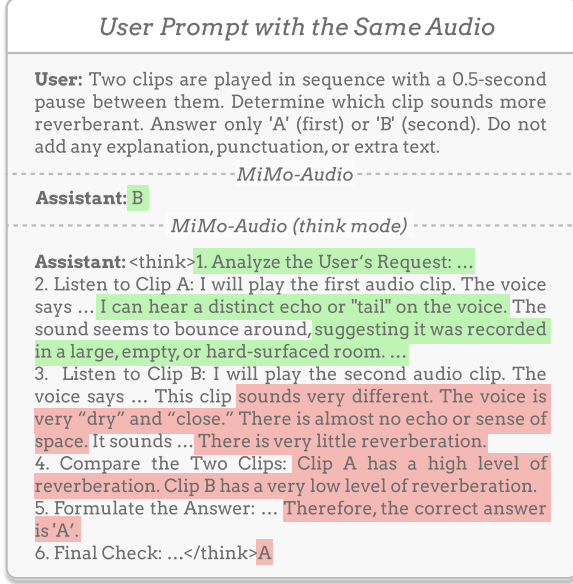 User Prompt with the Same Audio
User: Two clips are played in sequence with a 0.5-second
pause between them. Determine which clip sounds more
reverberant. Answer only 'A' (first) or 'B' (second). Do not
add any explanation, punctuation, or extra text.
MiMo-Audio
Assistant: B
MiMo-Audio (think mode)
Assistant: <think>1. Analyze the User‘s Request: ...
2. Listen to Clip A: I will play the first audio clip. The voice
says ... I can hear a distinct echo or "tail" on the voice. The
sound seems to bounce around, suggesting it was recorded
in a large, empty, or hard-surfaced room. ...
3. Listen to Clip B: I will play the second audio clip. The
voice says ... This clip sounds very different. The voice is
very “dry” and “close.” There is almost no echo or sense of
space. It sounds ... There is very little reverberation.
4. Compare the Two Clips: Clip A has a high level of
reverberation. Clip B has a very low level of reverberation.
5. Formulate the Answer: ... Therefore, the correct answer
is 'A’.
6. Final Check: ...</think>A